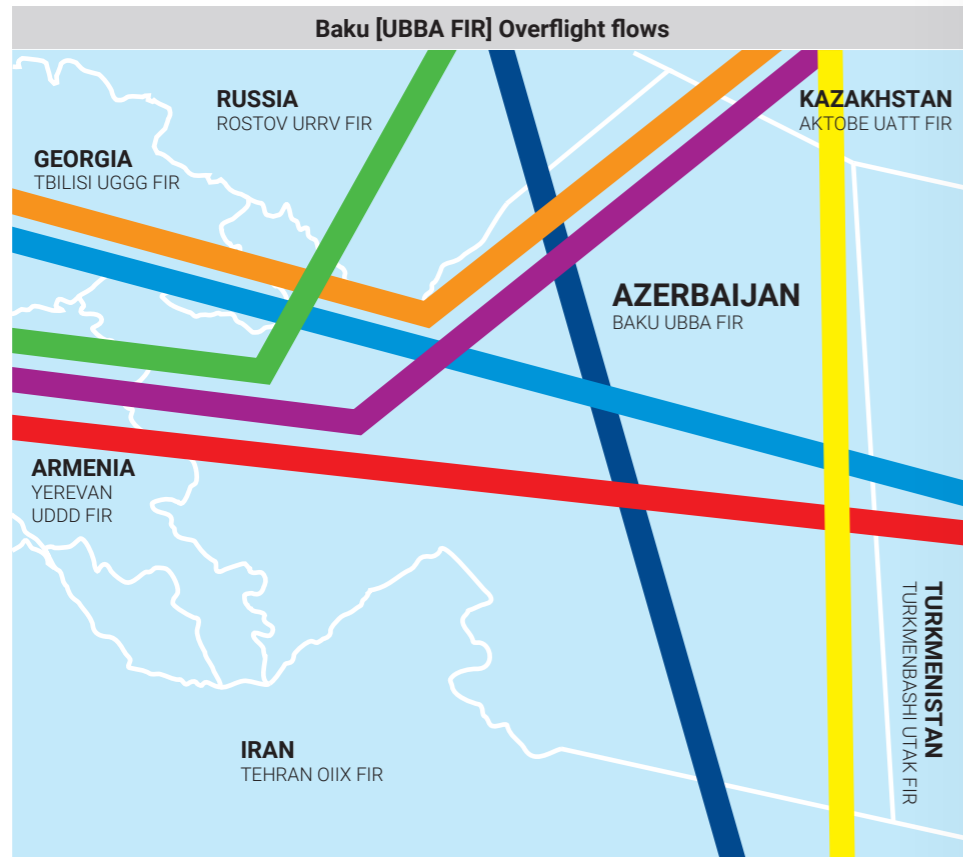 Baku [UBBA FIR] Overflight flows
RUSSIA
ROSTOV URRV FIR
KAZAKHSTAN
AKTOBE UATT FIR
GEORGIA
TBILISI UGGG FIR
AZERBAIJAN
BAKU UBBA FIR
ARMENIA
YEREVAN
UDDD FIR
TURKMENISTAN
TURKMENBASHI UTAK FIR
IRAN
TEHRAN OIIX FIR